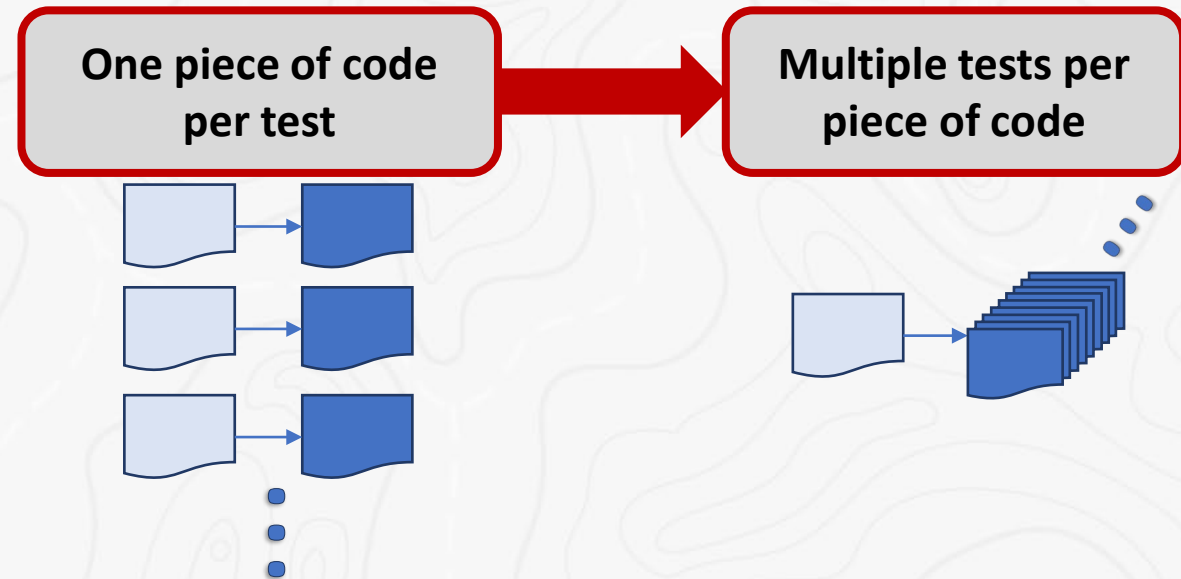 One piece of code
per test
Multiple tests per
piece of code